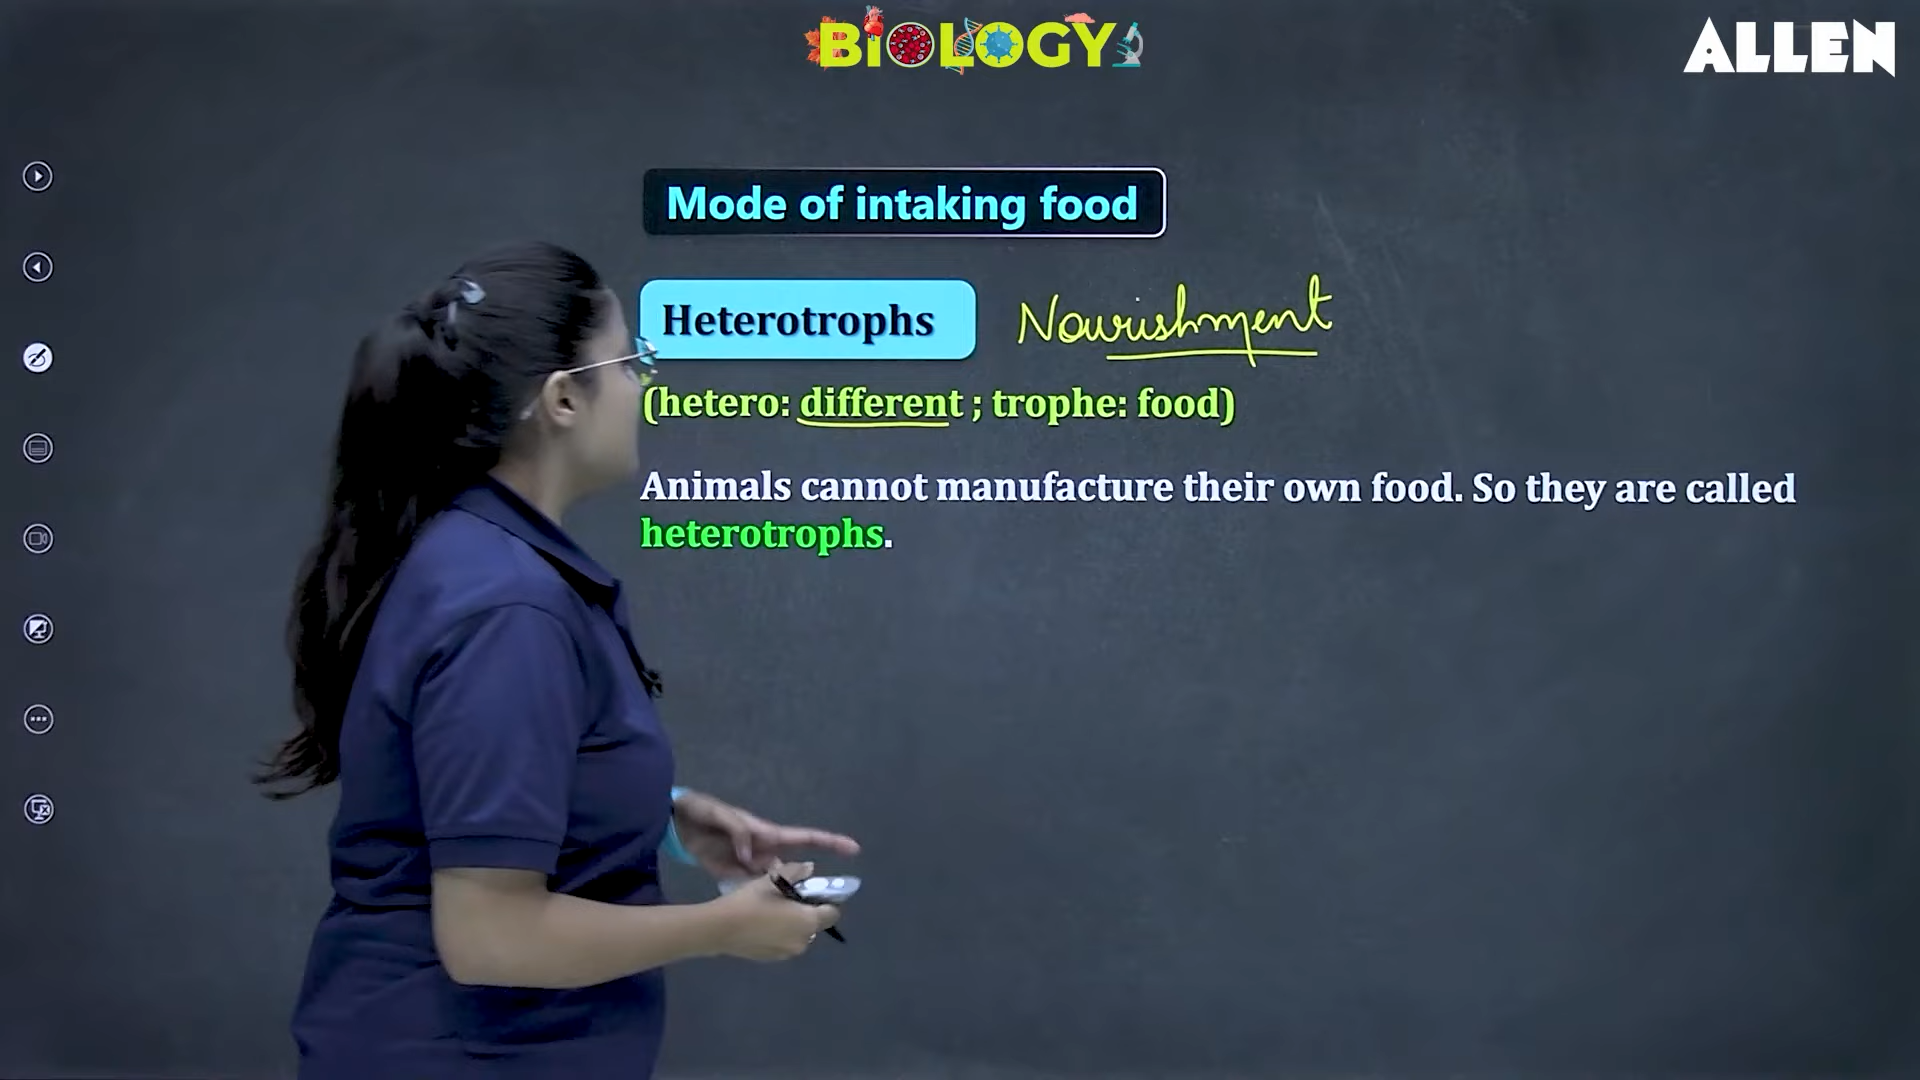 BIOLOGY
ALLEN
Mode of intaking food
Heterotrophs Nourishment
(hetero: different ; trophe: food)
Animals cannot manufacture their own food. So they are called
heterotrophs.